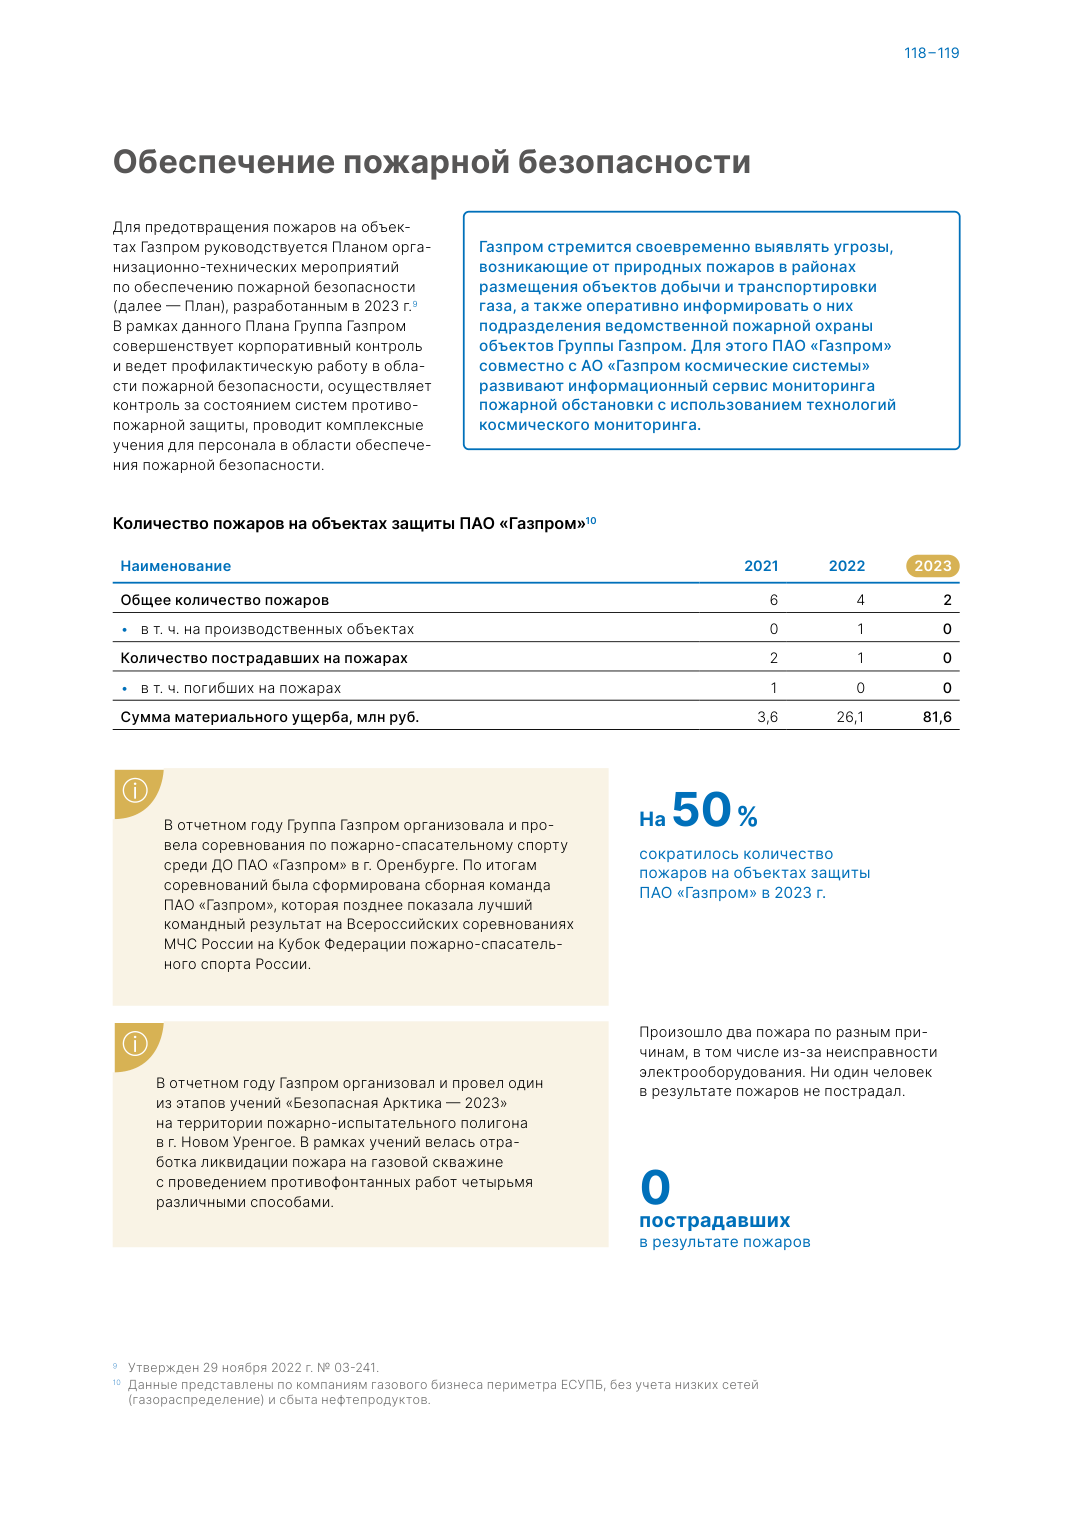 118–119
Обеспечение пожарной безопасности
Для предотвращения пожаров на объек-
тах Газпром руководствуется Планом орга-
низационно-технических мероприятий
по обеспечению пожарной безопасности
(далее — План), разработанным в 2023 г.⁹
В рамках данного Плана Группа Газпром
совершенствует корпоративный контроль
и ведет профилактическую работу в обла-
сти пожарной безопасности, осуществляет
контроль за состоянием систем противо-
пожарной защиты, проводит комплексные
учения для персонала в области обеспече-
ния пожарной безопасности.
Газпром стремится своевременно выявлять угрозы,
возникающие от природных пожаров в районах
размещения объектов добычи и транспортировки
газа, а также оперативно информировать о них
подразделения ведомственной пожарной охраны
объектов Группы Газпром. Для этого ПАО «Газпром»
совместно с АО «Газпром космические системы»
развивают информационный сервис мониторинга
пожарной обстановки с использованием технологий
космического мониторинга.
Количество пожаров на объектах защиты ПАО «Газпром»¹⁰
Наименование 2021 2022 2023
Общее количество пожаров 6 4 2
• в т. ч. на производственных объектах 0 1 0
Количество пострадавших на пожарах 2 1 0
• в т. ч. погибших на пожарах 1 0 0
Сумма материального ущерба, млн руб. 3,6 26,1 81,6
В отчетном году Группа Газпром организовала и про-
вела соревнования по пожарно-спасательному спорту
среди ДО ПАО «Газпром» в г. Оренбурге. По итогам
соревнований была сформирована сборная команда
ПАО «Газпром», которая позднее показала лучший
командный результат на Всероссийских соревнованиях
МЧС России на Кубок Федерации пожарно-спасатель-
ного спорта России.
На 50 %
сократилось количество
пожаров на объектах защиты
ПАО «Газпром» в 2023 г.
В отчетном году Газпром организовал и провел один
из этапов учений «Безопасная Арктика — 2023»
на территории пожарно-испытательного полигона
в г. Новом Уренгое. В рамках учений велась отра-
ботка ликвидации пожара на газовой скважине
с проведением противофонтанных работ четырьмя
различными способами.
Произошло два пожара по разным при-
чинам, в том числе из-за неисправности
электрооборудования. Ни один человек
в результате пожаров не пострадал.
0
пострадавших
в результате пожаров
⁹ Утвержден 29 ноября 2022 г. № 03-241.
¹⁰ Данные представлены по компаниям газового бизнеса периметра ЕСУПБ, без учета низких сетей
(газораспределение) и сбыта нефтепродуктов.